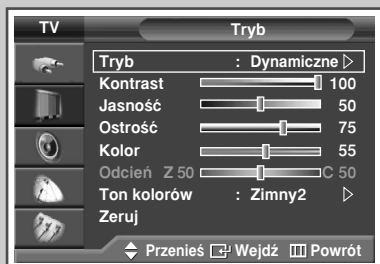 TV Tryb
Tryb : Dynamiczne
Kontrast 100
Jasność 50
Ostrość 75
Kolor 55
Odcień Z 50 C 50
Ton kolorów : Zimny2
Zeruj
Przenieś Wejdź Powrót